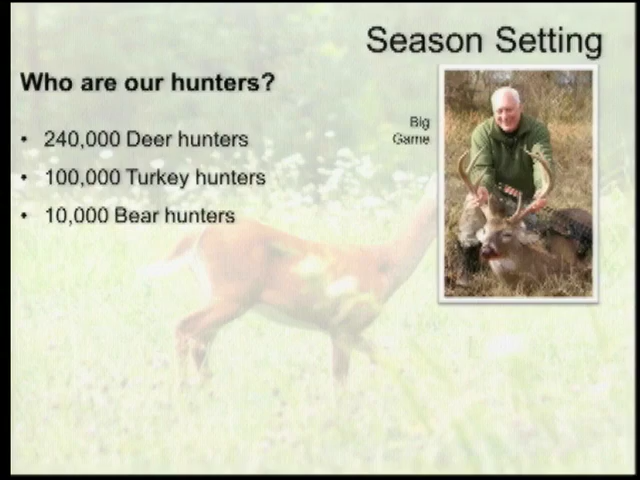 Season Setting
Who are our hunters?
• 240,000 Deer hunters
• 100,000 Turkey hunters
• 10,000 Bear hunters
Big
Game